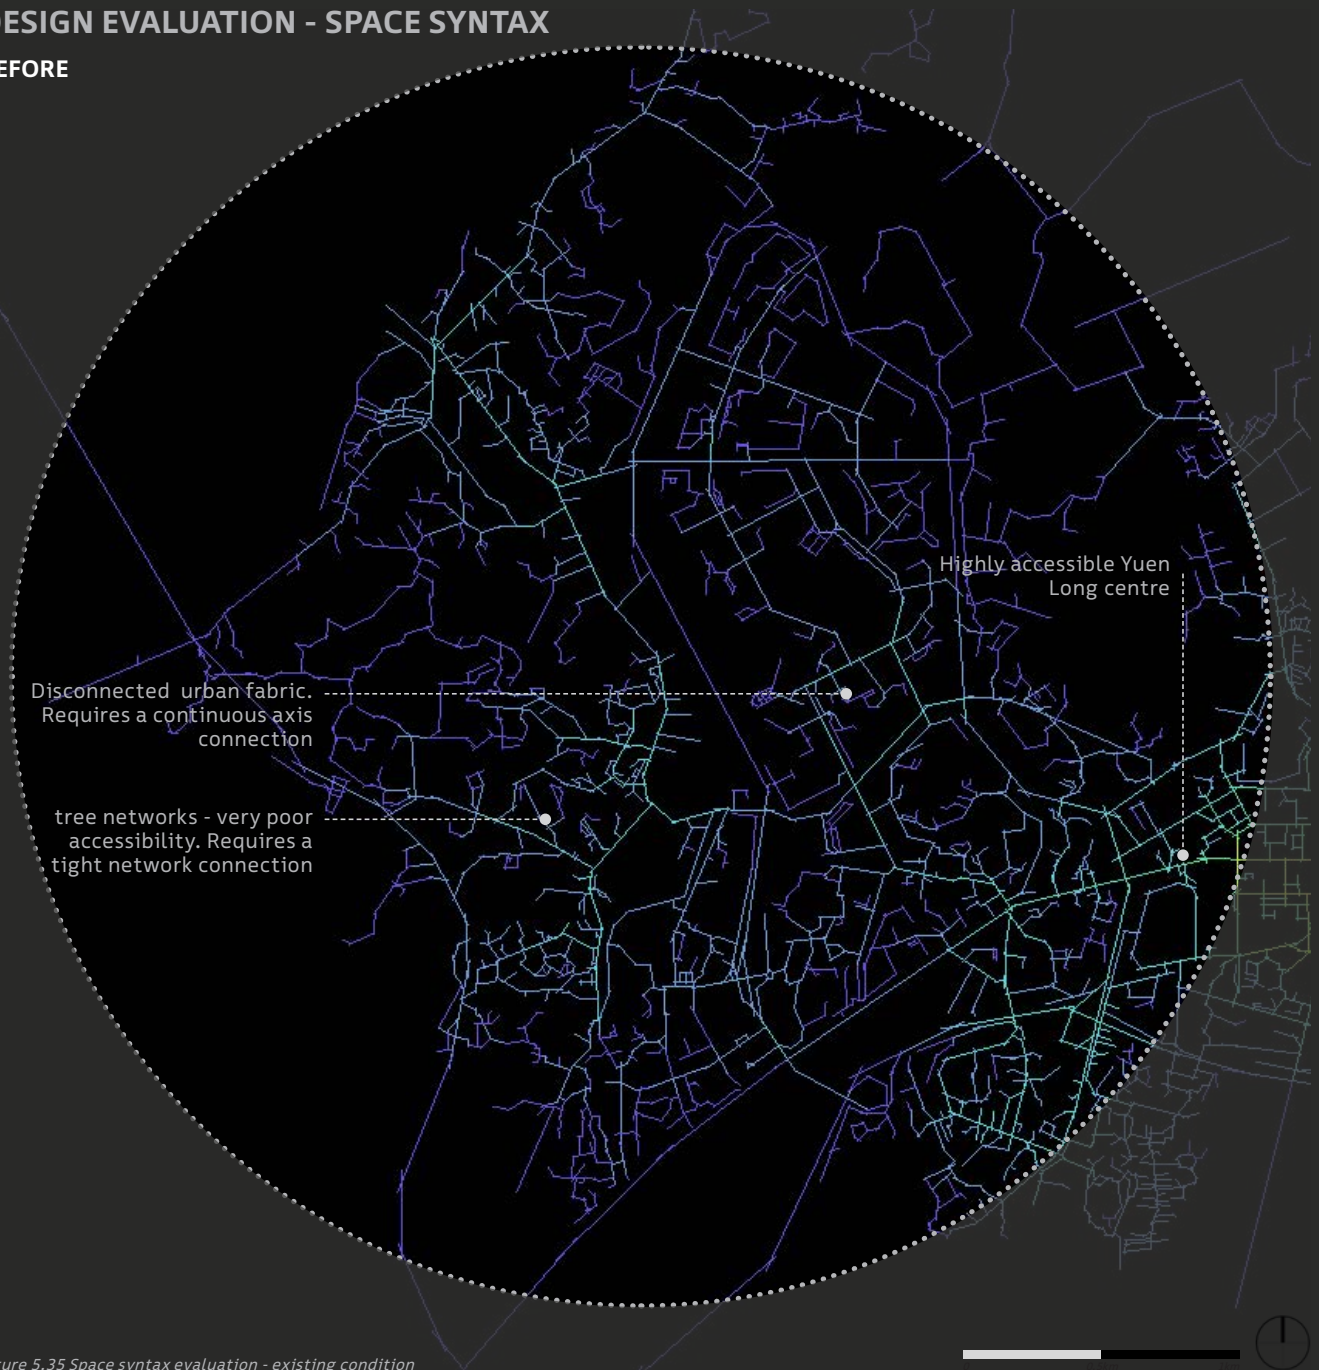 DESIGN EVALUATION - SPACE SYNTAX
EFORE
Highly accessible Yuen
Long centre
Disconnected urban fabric.
Requires a continuous axis
connection
tree networks - very poor
accessibility. Requires a
tight network connection
ure 5.35 Space syntax evaluation - existing condition